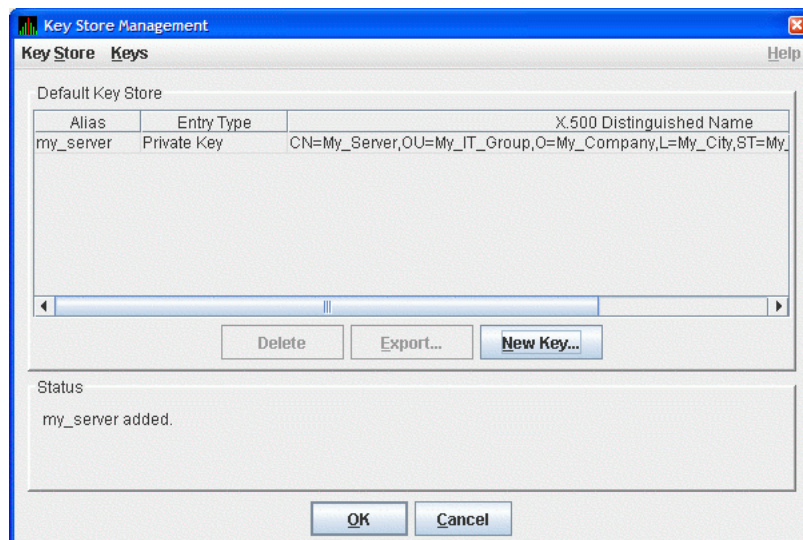 Key Store Management
Key Store Keys Help
Default Key Store
Alias Entry Type X.500 Distinguished Name
my_server Private Key CN=My_Server,OU=My_IT_Group,O=My_Company,L=My_City,ST=My_
Delete Export... New Key...
Status
my_server added.
OK Cancel